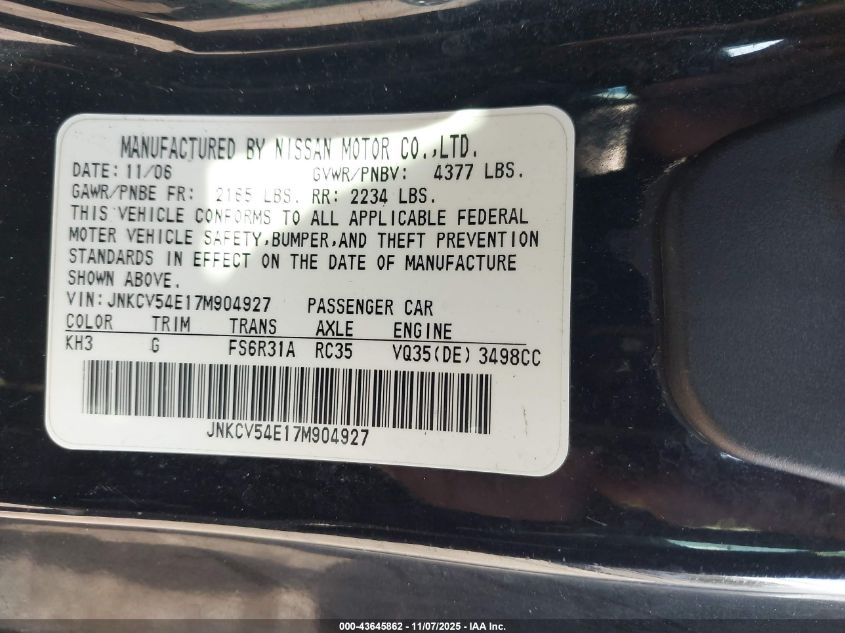 MANUFACTURED BY NISSAN MOTOR CO.,LTD.
DATE: 11/06 GVWR/PNBV: 4377 LBS.
GAWR/PNBE FR: 2165 LBS. RR: 2234 LBS.
THIS VEHICLE CONFORMS TO ALL APPLICABLE FEDERAL
MOTER VEHICLE SAFETY,BUMPER,AND THEFT PREVENTION
STANDARDS IN EFFECT ON THE DATE OF MANUFACTURE
SHOWN ABOVE.
VIN: JNKCV54E17M904927 PASSENGER CAR
COLOR TRIM TRANS AXLE ENGINE
KH3 G FS6R31A RC35 VQ35(DE) 3498CC
JNKCV54E17M904927
000-43645862 - 11/07/2025 - IAA Inc.